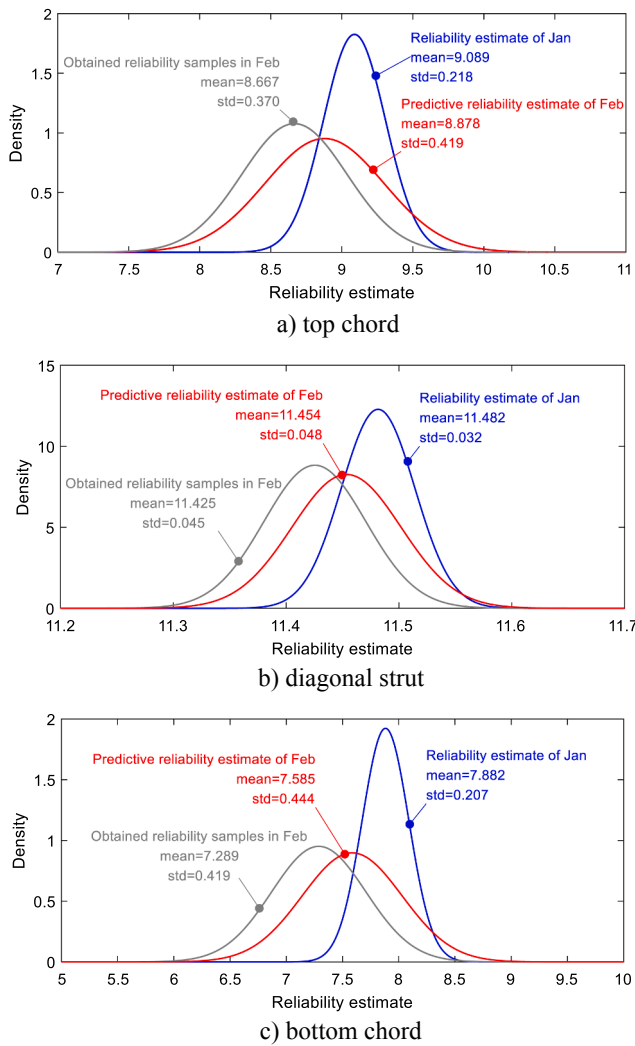 2
1.5
1
0.5
0
Density
Obtained reliability samples in Feb
mean=8.667
std=0.370
Reliability estimate of Jan
mean=9.089
std=0.218
Predictive reliability estimate of Feb
mean=8.878
std=0.419
7 7.5 8 8.5 9 9.5 10 10.5 11
Reliability estimate
a) top chord
15
10
5
0
Density
Predictive reliability estimate of Feb
mean=11.454
std=0.048
Reliability estimate of Jan
mean=11.482
std=0.032
Obtained reliability samples in Feb
mean=11.425
std=0.045
11.2 11.3 11.4 11.5 11.6 11.7
Reliability estimate
b) diagonal strut
2
1.5
1
0.5
0
Density
Predictive reliability estimate of Feb
mean=7.585
std=0.444
Reliability estimate of Jan
mean=7.882
std=0.207
Obtained reliability samples in Feb
mean=7.289
std=0.419
5 5.5 6 6.5 7 7.5 8 8.5 9 9.5 10
Reliability estimate
c) bottom chord